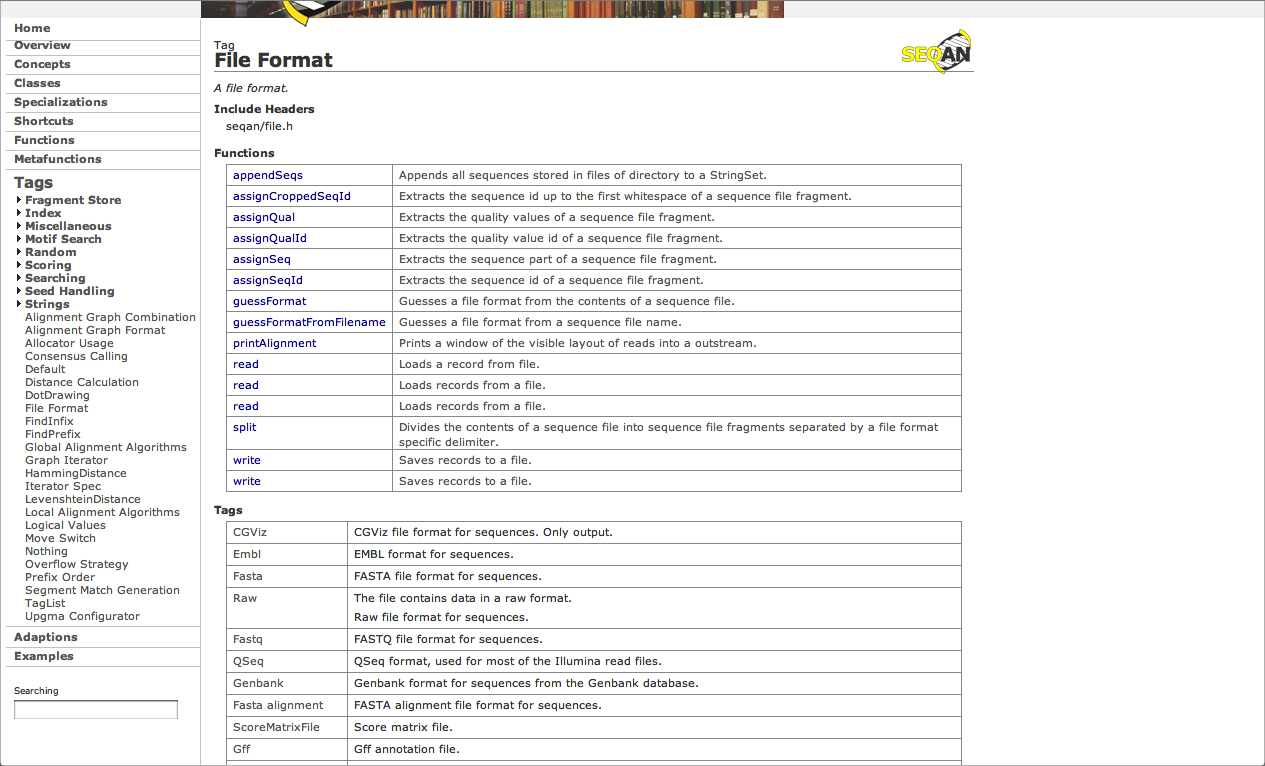 Home
Overview
Concepts
Classes
Specializations
Shortcuts
Functions
Metafunctions
Tags
Fragment Store
Index
Miscellaneous
Motif Search
Random
Scoring
Searching
Seed Handling
Strings
Alignment Graph Combination
Alignment Graph Format
Allocator Usage
Consensus Calling
Default
Distance Calculation
DotDrawing
File Format
FindInfix
FindPrefix
Global Alignment Algorithms
Graph Iterator
HammingDistance
Iterator Spec
LevenshteinDistance
Local Alignment Algorithms
Logical Values
Move Switch
Nothing
Overflow Strategy
Prefix Order
Segment Match Generation
TagList
Upgma Configurator
Adaptions
Examples
Searching
Tag
File Format
SEQAN
A file format.
Include Headers
seqan/file.h
Functions
appendSeqs Appends all sequences stored in files of directory to a StringSet.
assignCroppedSeqId Extracts the sequence id up to the first whitespace of a sequence file fragment.
assignQual Extracts the quality values of a sequence file fragment.
assignQualId Extracts the quality value id of a sequence file fragment.
assignSeq Extracts the sequence part of a sequence file fragment.
assignSeqId Extracts the sequence id of a sequence file fragment.
guessFormat Guesses a file format from the contents of a sequence file.
guessFormatFromFilename Guesses a file format from a sequence file name.
printAlignment Prints a window of the visible layout of reads into a outstream.
read Loads a record from file.
read Loads records from a file.
read Loads records from a file.
split Divides the contents of a sequence file into sequence file fragments separated by a file format
specific delimiter.
write Saves records to a file.
write Saves records to a file.
Tags
CGViz CGViz file format for sequences. Only output.
Embl EMBL format for sequences.
Fasta FASTA file format for sequences.
Raw The file contains data in a raw format.
Raw file format for sequences.
Fastq FASTQ file format for sequences.
QSeq QSeq format, used for most of the Illumina read files.
Genbank Genbank format for sequences from the Genbank database.
Fasta alignment FASTA alignment file format for sequences.
ScoreMatrixFile Score matrix file.
Gff Gff annotation file.